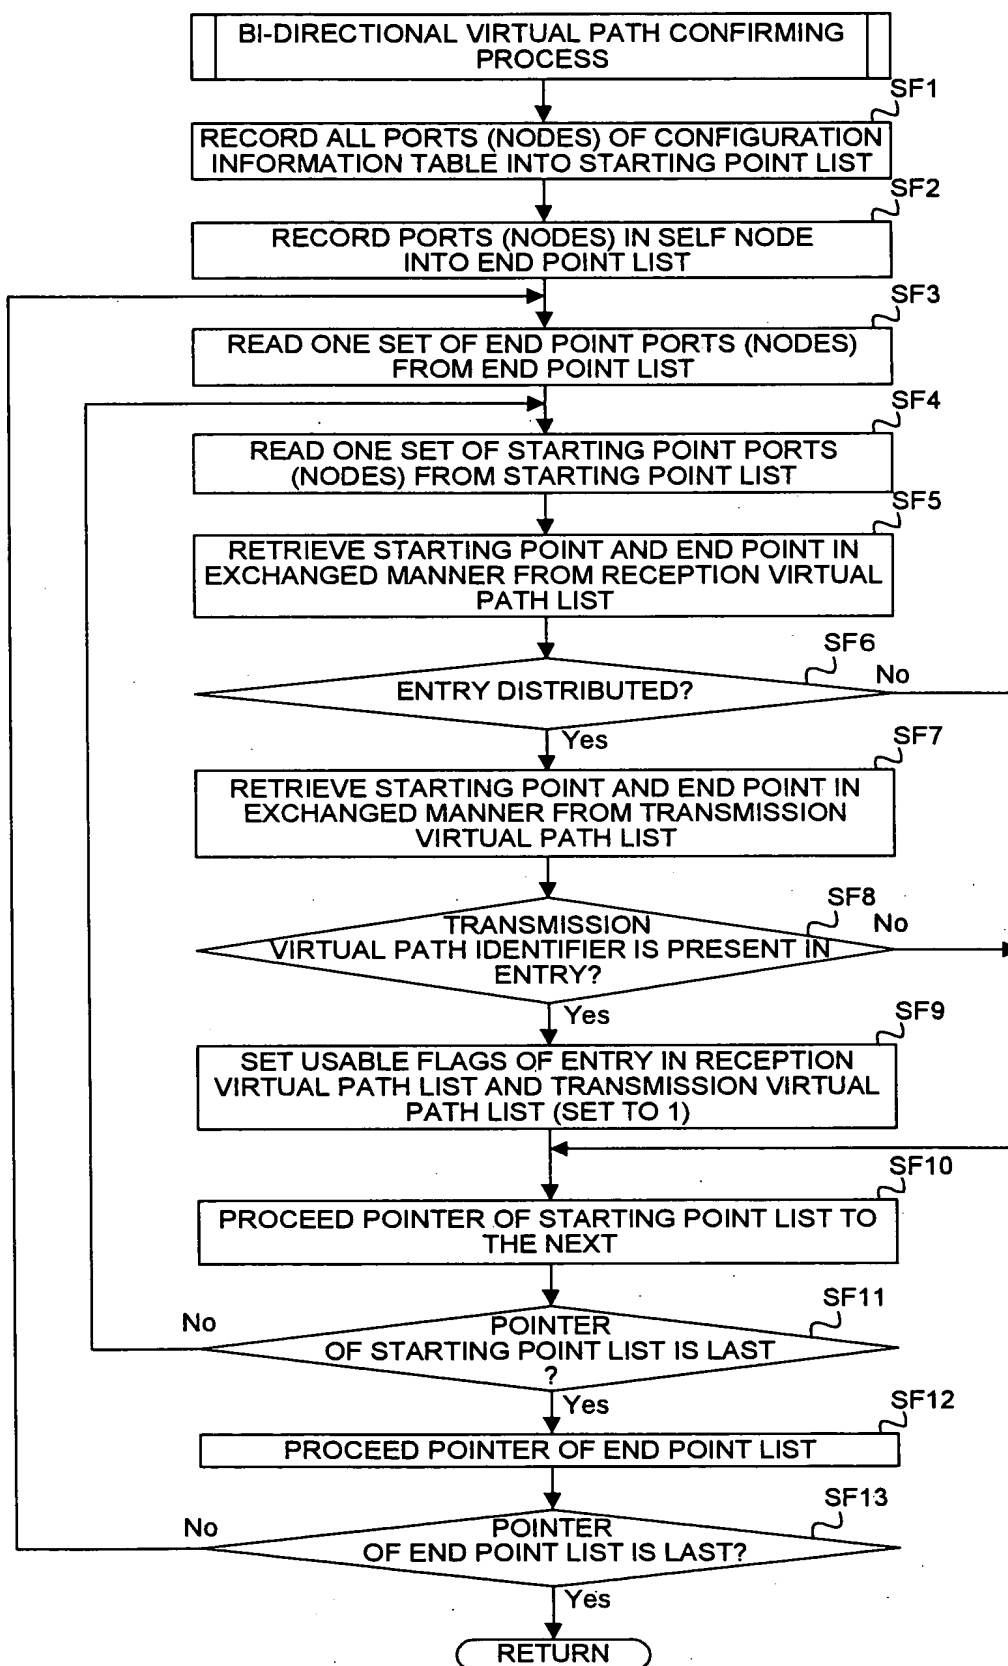 BI-DIRECTIONAL VIRTUAL PATH CONFIRMING
PROCESS
SF1
RECORD ALL PORTS (NODES) OF CONFIGURATION
INFORMATION TABLE INTO STARTING POINT LIST
SF2
RECORD PORTS (NODES) IN SELF NODE
INTO END POINT LIST
SF3
READ ONE SET OF END POINT PORTS (NODES)
FROM END POINT LIST
SF4
READ ONE SET OF STARTING POINT PORTS
(NODES) FROM STARTING POINT LIST
SF5
RETRIEVE STARTING POINT AND END POINT IN
EXCHANGED MANNER FROM RECEPTION VIRTUAL
PATH LIST
SF6
No
ENTRY DISTRIBUTED?
Yes
SF7
RETRIEVE STARTING POINT AND END POINT IN
EXCHANGED MANNER FROM TRANSMISSION
VIRTUAL PATH LIST
SF8
No
TRANSMISSION
VIRTUAL PATH IDENTIFIER IS PRESENT IN
ENTRY?
Yes
SF9
SET USABLE FLAGS OF ENTRY IN RECEPTION
VIRTUAL PATH LIST AND TRANSMISSION VIRTUAL
PATH LIST (SET TO 1)
SF10
PROCEED POINTER OF STARTING POINT LIST TO
THE NEXT
SF11
No
POINTER
OF STARTING POINT LIST IS LAST
?
Yes
SF12
PROCEED POINTER OF END POINT LIST
SF13
No
POINTER
OF END POINT LIST IS LAST?
Yes
RETURN